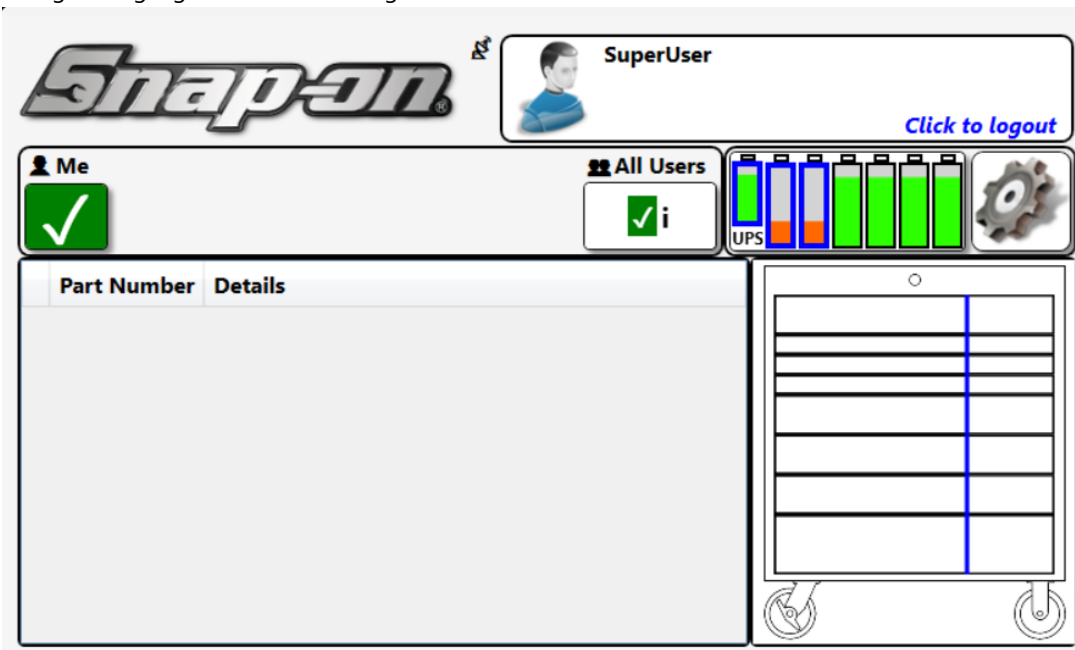 Snap-on®
SuperUser
Click to logout
Me
All Users
i
UPS
Part Number Details